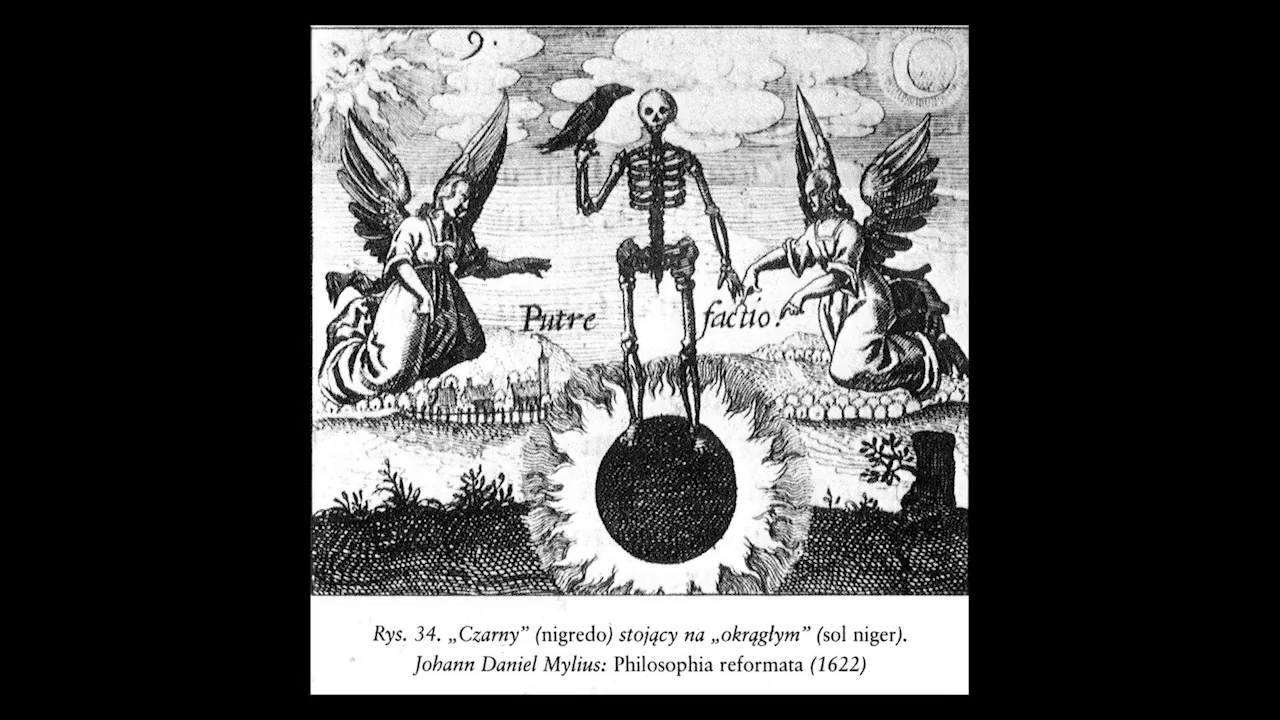 9.
Putre factio.
Rys. 34. „Czarny” (nigredo) stojący na „okrągłym” (sol niger).
Johann Daniel Mylius: Philosophia reformata (1622)